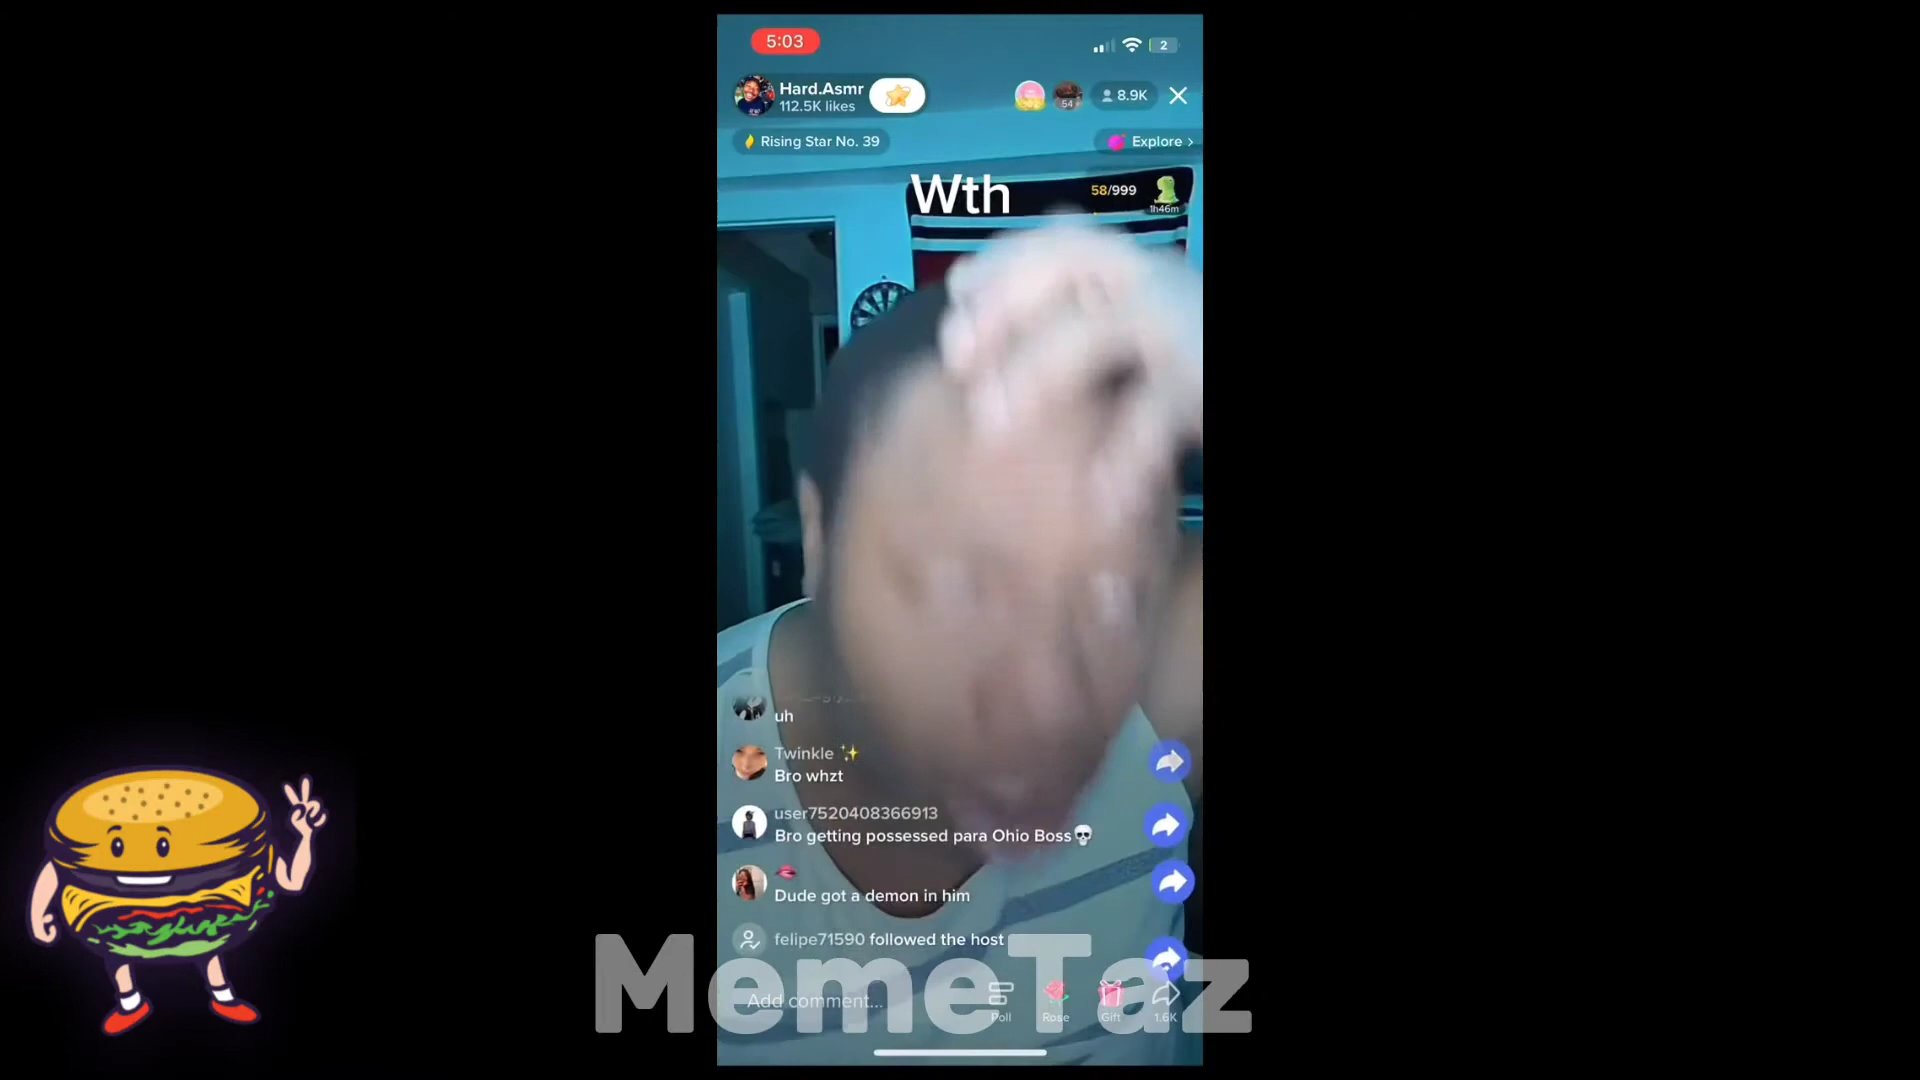 5:03
2
Hard.Asmr
112.5K likes
54
8.9K
Rising Star No. 39
Explore >
Wth
58/999
1h46m
uh
Twinkle ✨
Bro whzt
user7520408366913
Bro getting possessed para Ohio Boss💀
🫦
Dude got a demon in him
felipe71590 followed the host
MemeTaz
Add comment...
Poll
Rose
Gift
1.6K